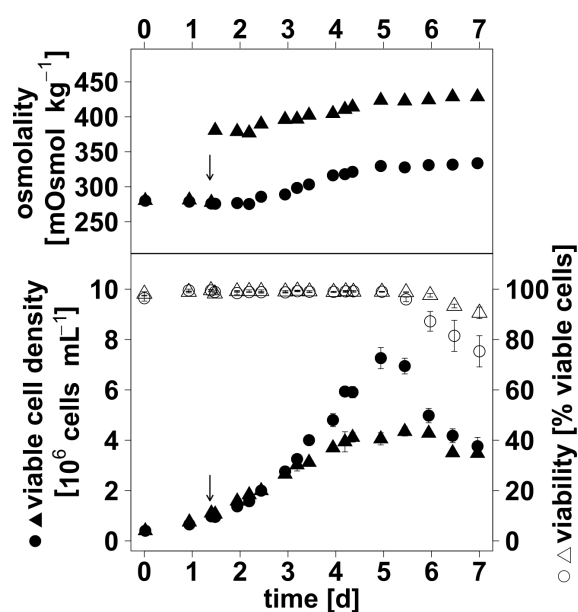 0 1 2 3 4 5 6 7
osmolality
[mOsmol kg−1]
450
400
350
300
250
● ▲ viable cell density
[10^6 cells mL−1]
10
8
6
4
2
0
100
80
60
40
20
0
○ △ viability [% viable cells]
0 1 2 3 4 5 6 7
time [d]